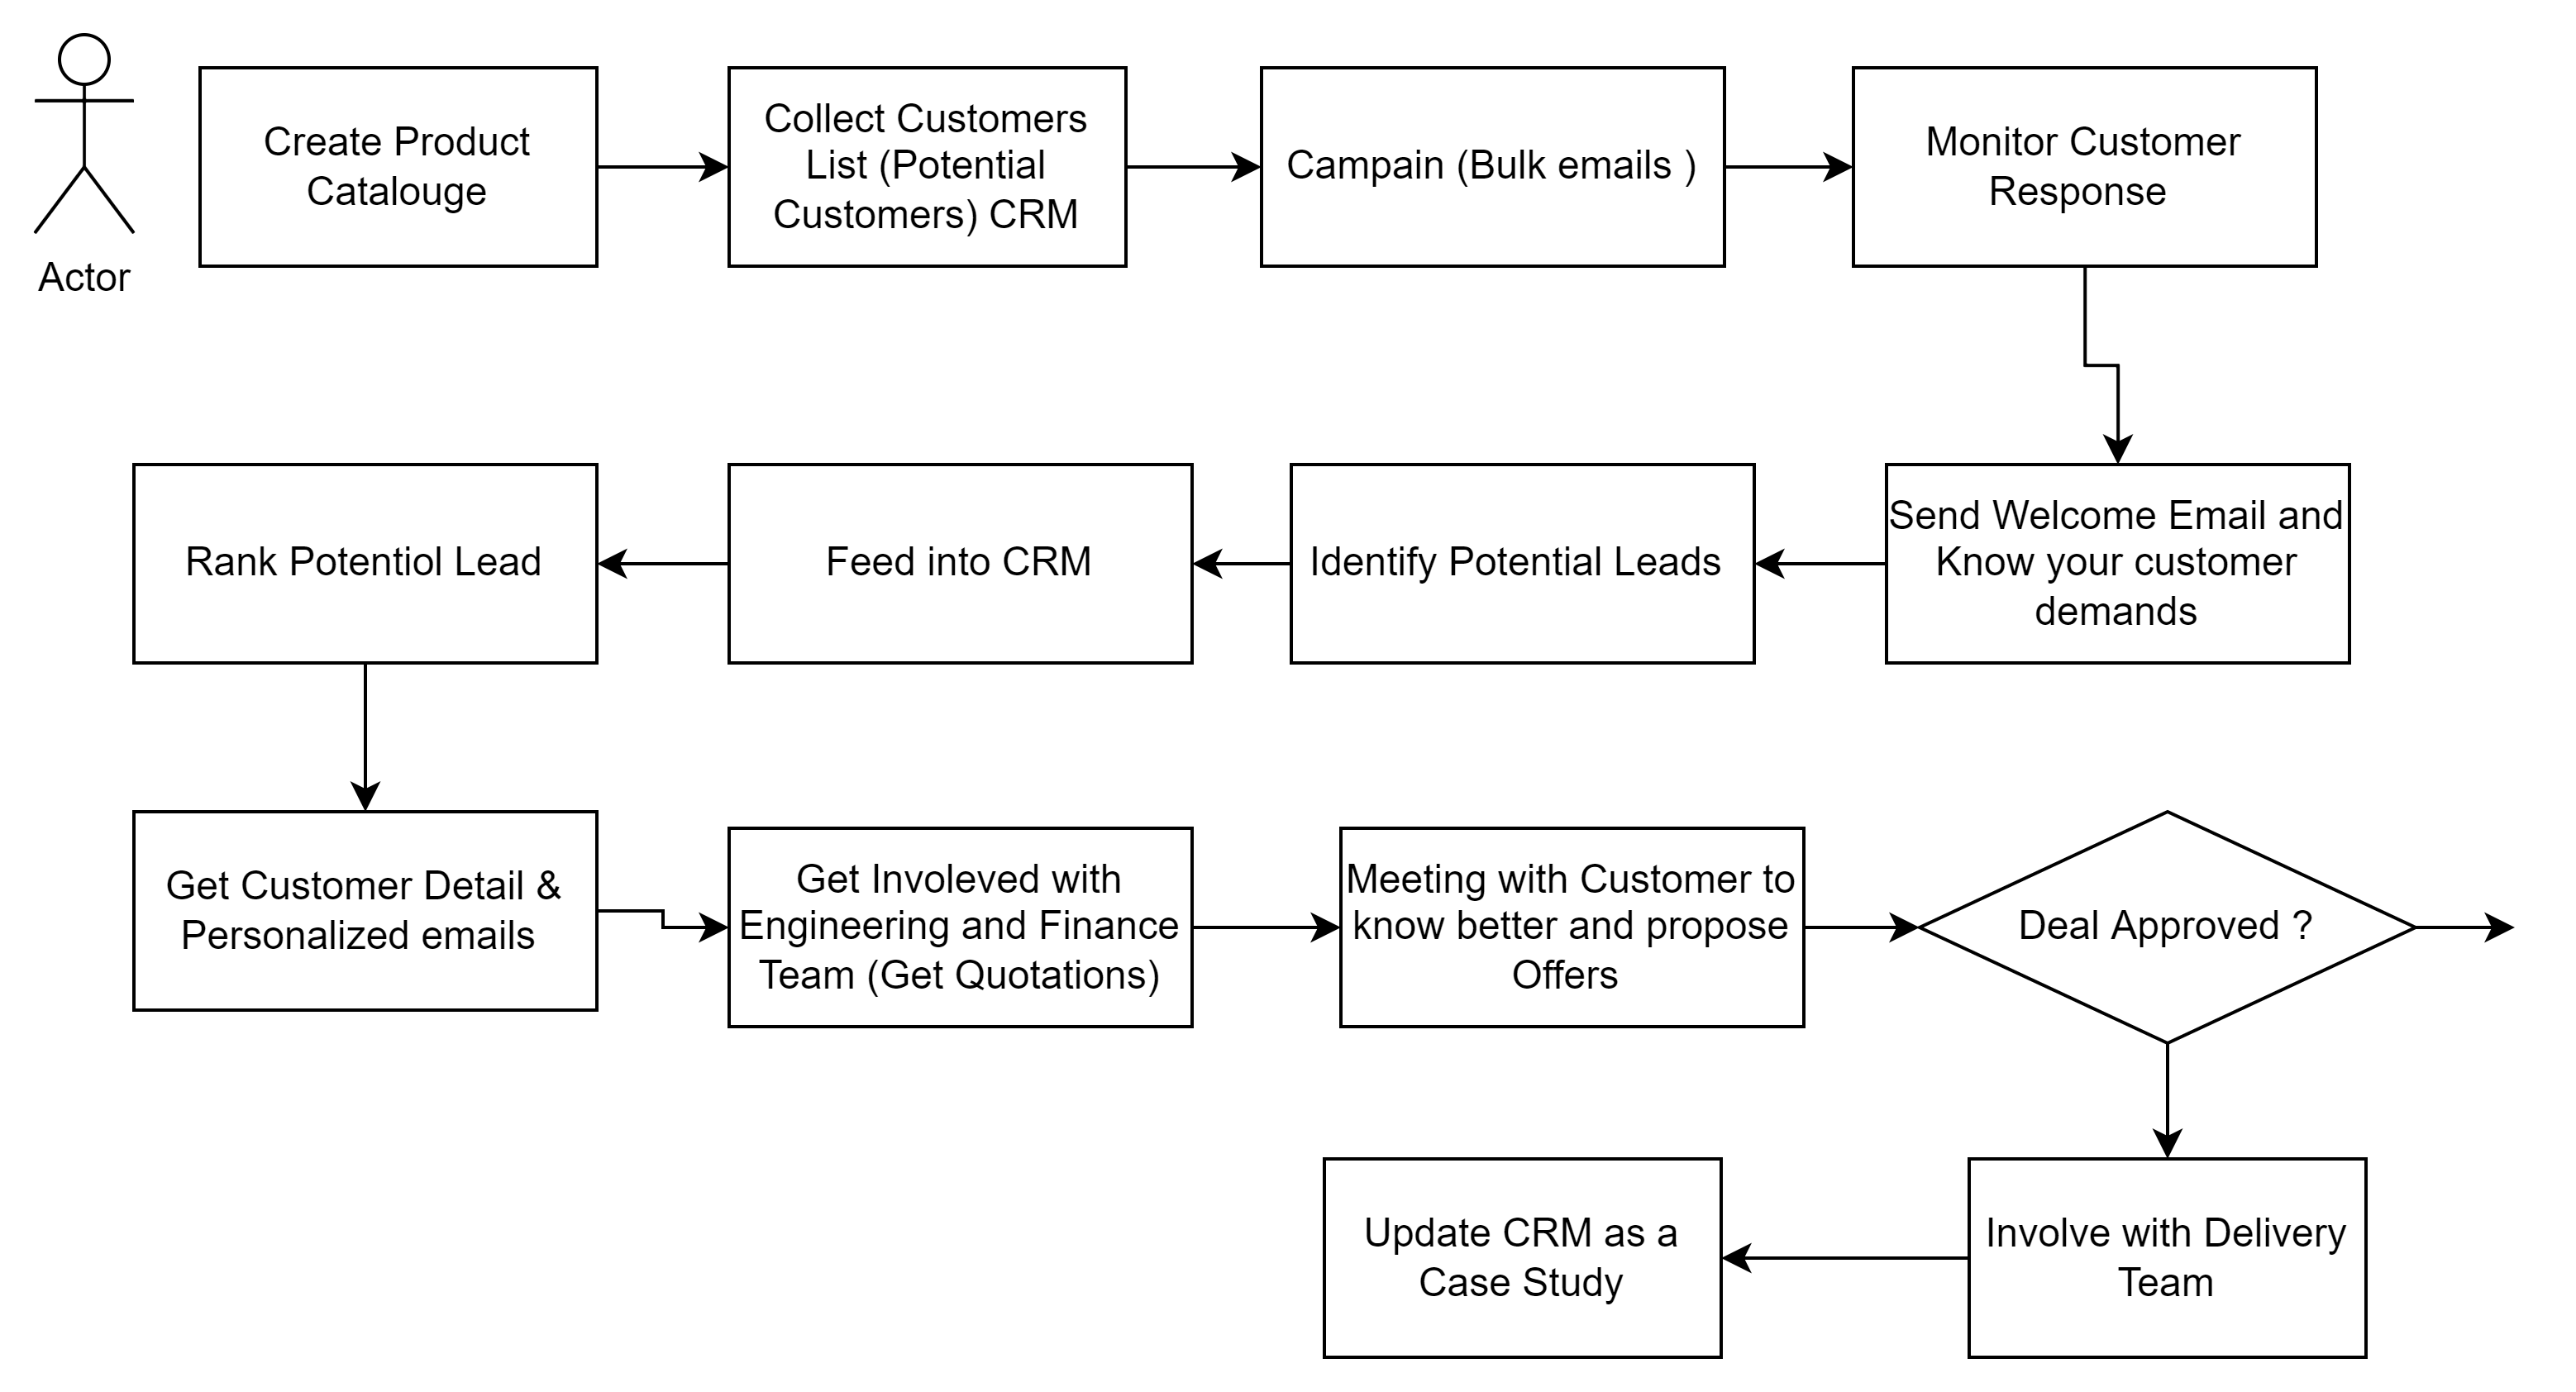 Actor
Create Product
Catalouge
Collect Customers
List (Potential
Customers) CRM
Campain (Bulk emails )
Monitor Customer
Response
Rank Potentiol Lead
Feed into CRM
Identify Potential Leads
Send Welcome Email and
Know your customer
demands
Get Customer Detail &
Personalized emails
Get Involeved with
Engineering and Finance
Team (Get Quotations)
Meeting with Customer to
know better and propose
Offers
Deal Approved ?
Update CRM as a
Case Study
Involve with Delivery
Team